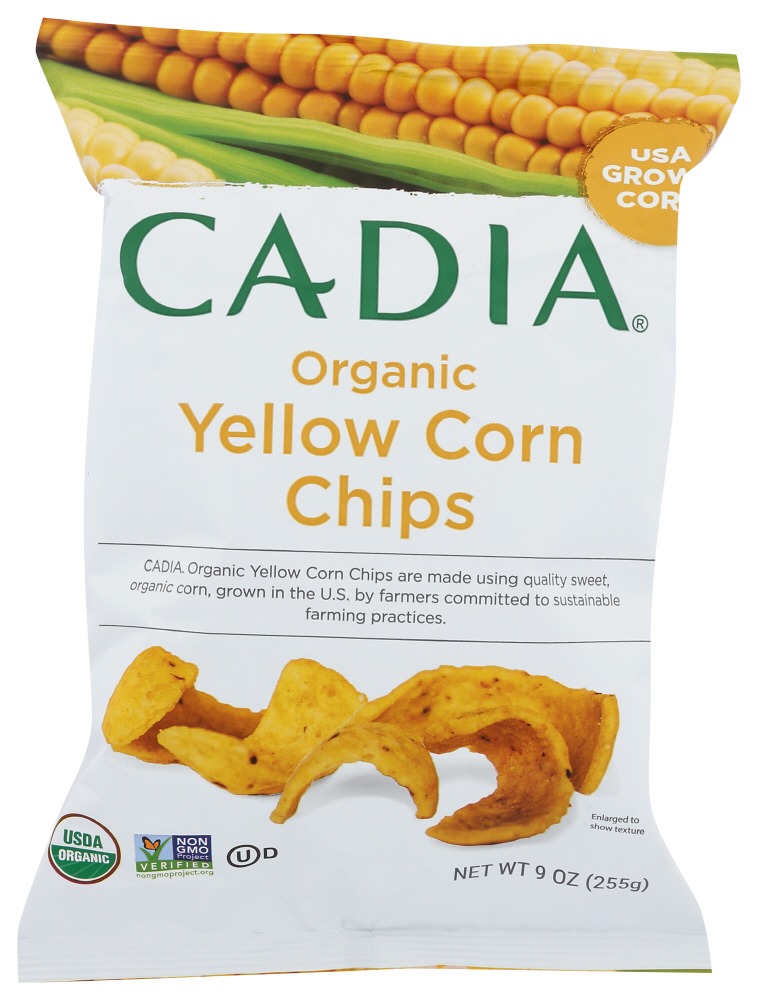 USA
GROWN
COR
CADIA®
Organic
Yellow Corn
Chips
CADIA® Organic Yellow Corn Chips are made using quality sweet,
organic corn, grown in the U.S. by farmers committed to sustainable
farming practices.
Enlarged to
show texture
USDA
ORGANIC
NON
GMO
Project
VERIFIED
nongmoproject.org
U D
NET WT 9 OZ (255g)